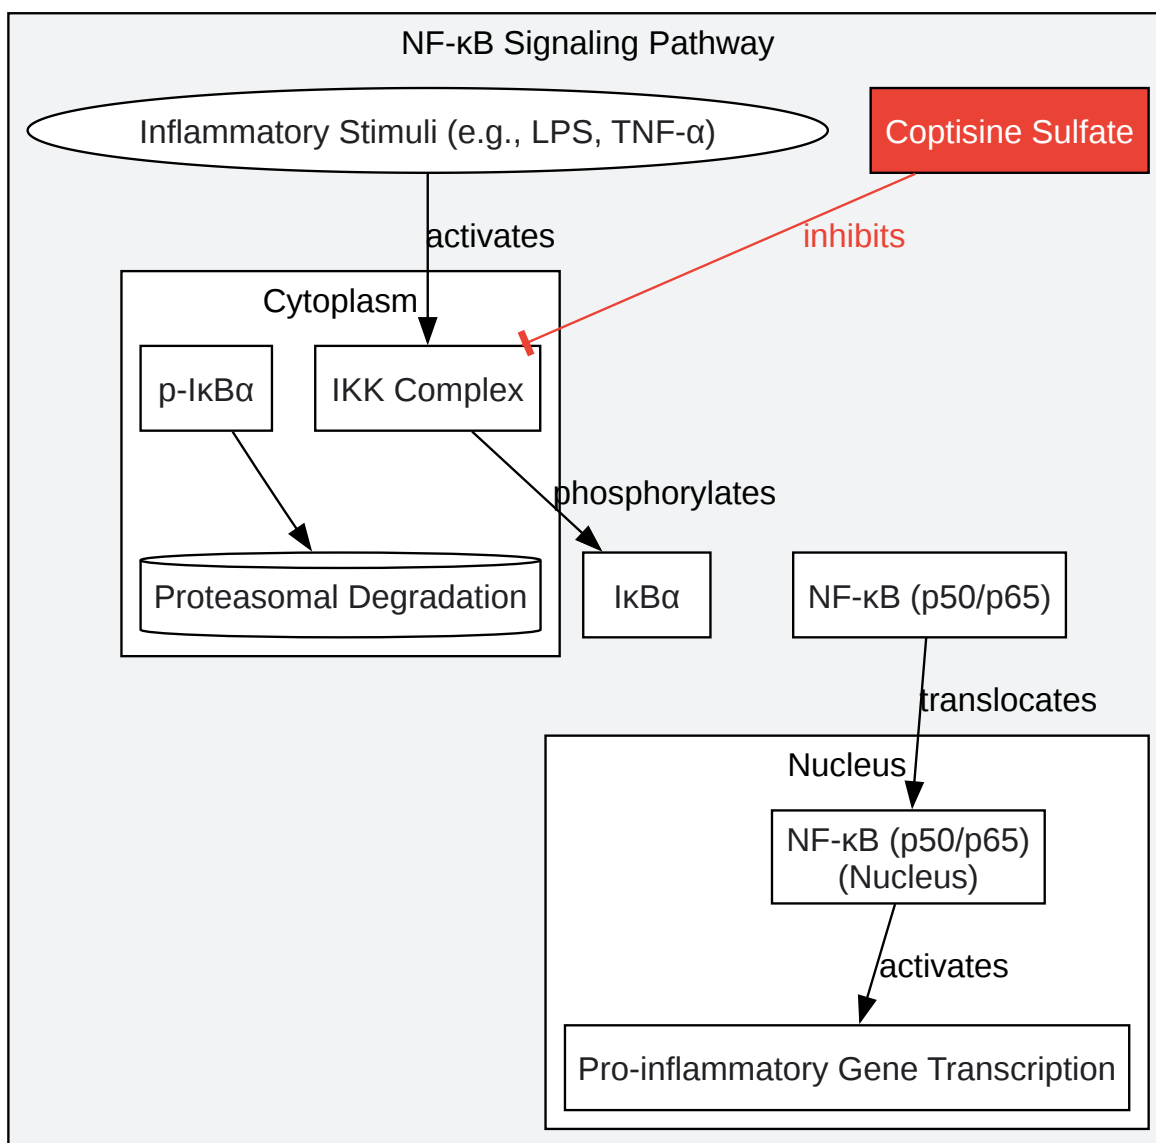 NF-κB Signaling Pathway
Inflammatory Stimuli (e.g., LPS, TNF-α)
Coptisine Sulfate
activates
inhibits
Cytoplasm
p-IκBα
IKK Complex
phosphorylates
Proteasomal Degradation
IκBα
NF-κB (p50/p65)
translocates
Nucleus
NF-κB (p50/p65)
(Nucleus)
activates
Pro-inflammatory Gene Transcription